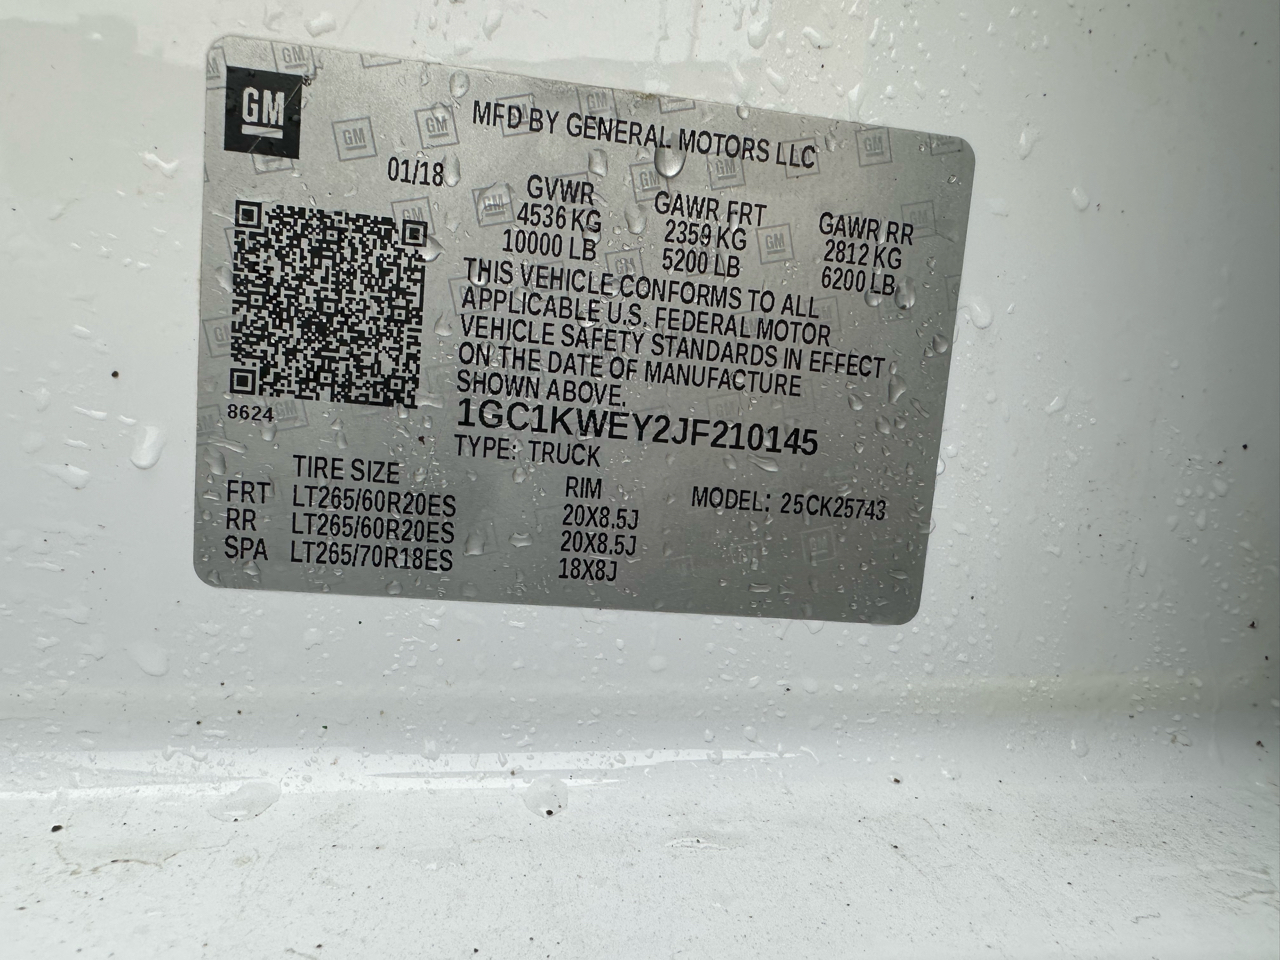 GM
MFD BY GENERAL MOTORS LLC
01/18
GVWR GAWR FRT GAWR RR
4536 KG 2359 KG 2812 KG
10000 LB 5200 LB 6200 LB
THIS VEHICLE CONFORMS TO ALL
APPLICABLE U.S. FEDERAL MOTOR
VEHICLE SAFETY STANDARDS IN EFFECT
ON THE DATE OF MANUFACTURE
SHOWN ABOVE.
8624
1GC1KWEY2JF210145
TYPE: TRUCK
TIRE SIZE RIM MODEL: 25CK25743
FRT LT265/60R20ES 20X8.5J
RR LT265/60R20ES 20X8.5J
SPA LT265/70R18ES 18X8J